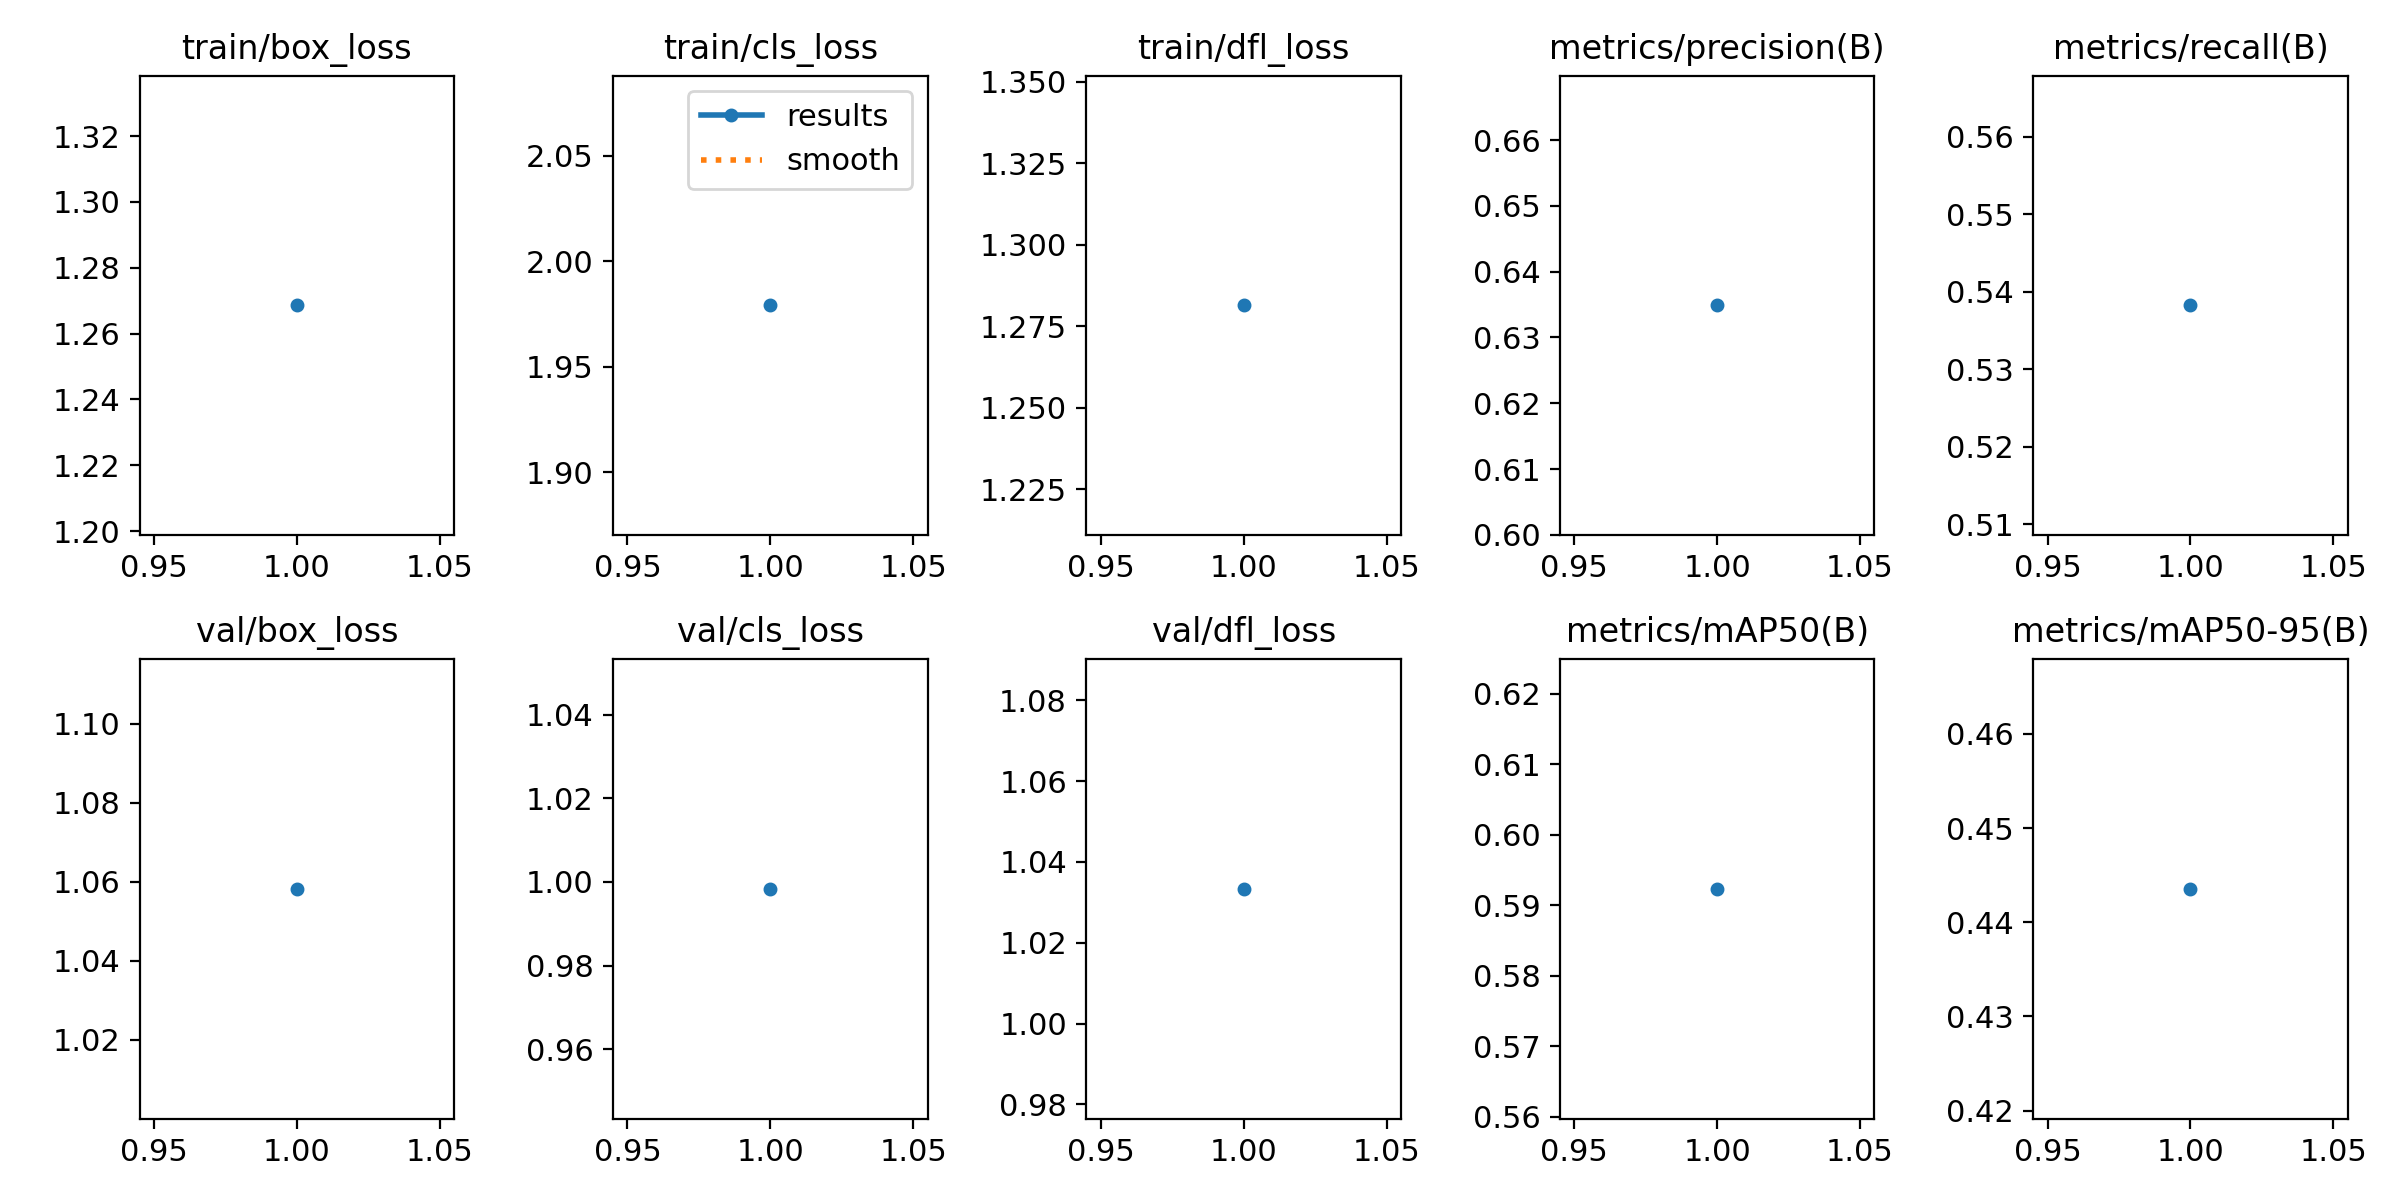 train/box_loss
1.32
1.30
1.28
1.26
1.24
1.22
1.20
0.95 1.00 1.05
train/cls_loss
results
smooth
2.05
2.00
1.95
1.90
0.95 1.00 1.05
train/dfl_loss
1.350
1.325
1.300
1.275
1.250
1.225
0.95 1.00 1.05
metrics/precision(B)
0.66
0.65
0.64
0.63
0.62
0.61
0.60
0.95 1.00 1.05
metrics/recall(B)
0.56
0.55
0.54
0.53
0.52
0.51
0.95 1.00 1.05
val/box_loss
1.10
1.08
1.06
1.04
1.02
0.95 1.00 1.05
val/cls_loss
1.04
1.02
1.00
0.98
0.96
0.95 1.00 1.05
val/dfl_loss
1.08
1.06
1.04
1.02
1.00
0.98
0.95 1.00 1.05
metrics/mAP50(B)
0.62
0.61
0.60
0.59
0.58
0.57
0.56
0.95 1.00 1.05
metrics/mAP50-95(B)
0.46
0.45
0.44
0.43
0.42
0.95 1.00 1.05